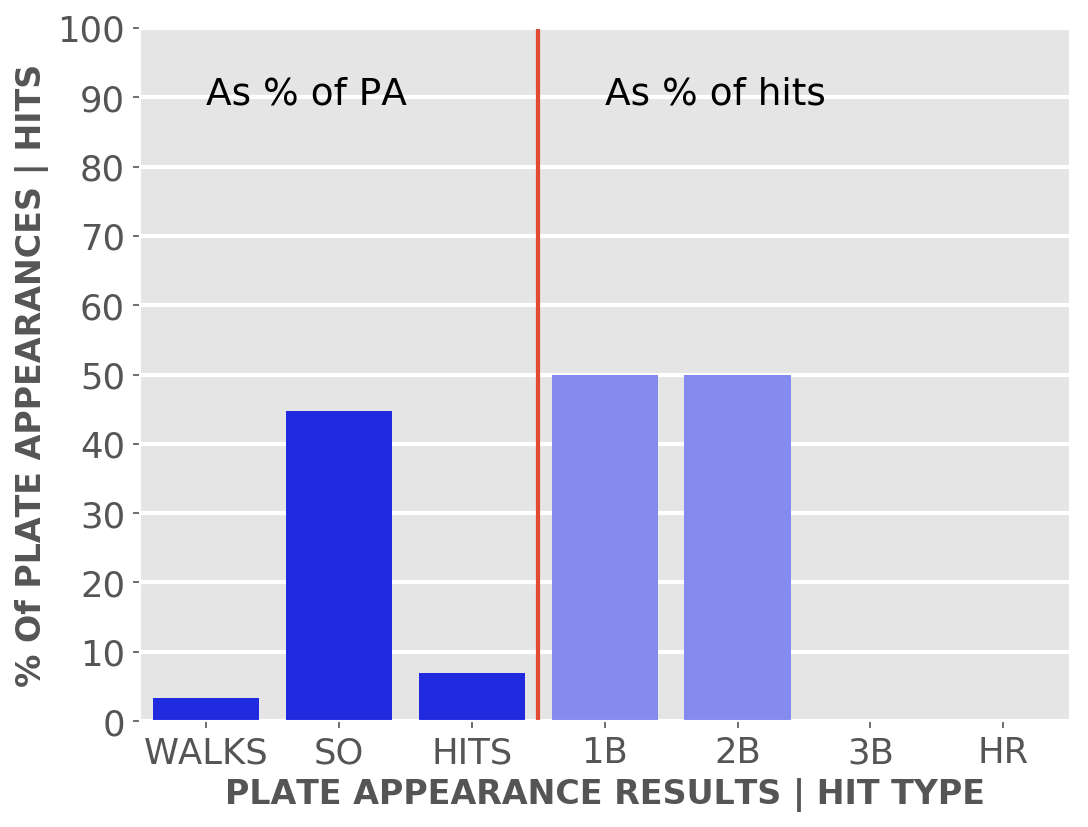 100
90
80
70
60
50
40
30
20
10
0
% Of PLATE APPEARANCES | HITS
As % of PA
As % of hits
WALKS SO HITS 1B 2B 3B HR
PLATE APPEARANCE RESULTS | HIT TYPE